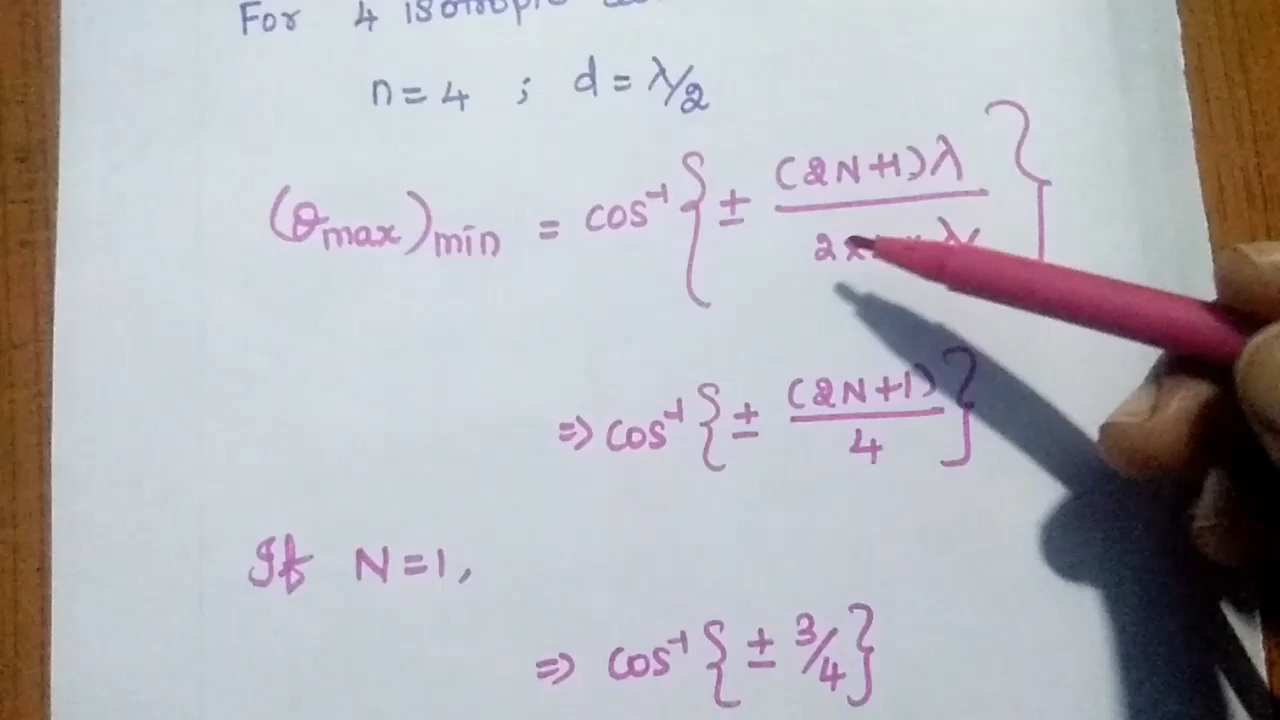 For 4 isotropic
n = 4 ; d = λ/2
(θmax)min = cos⁻¹ { ± (2N+1)λ / 2× λ }
⇒ cos⁻¹ { ± (2N+1) / 4 }
If N = 1,
⇒ cos⁻¹ { ± 3/4 }